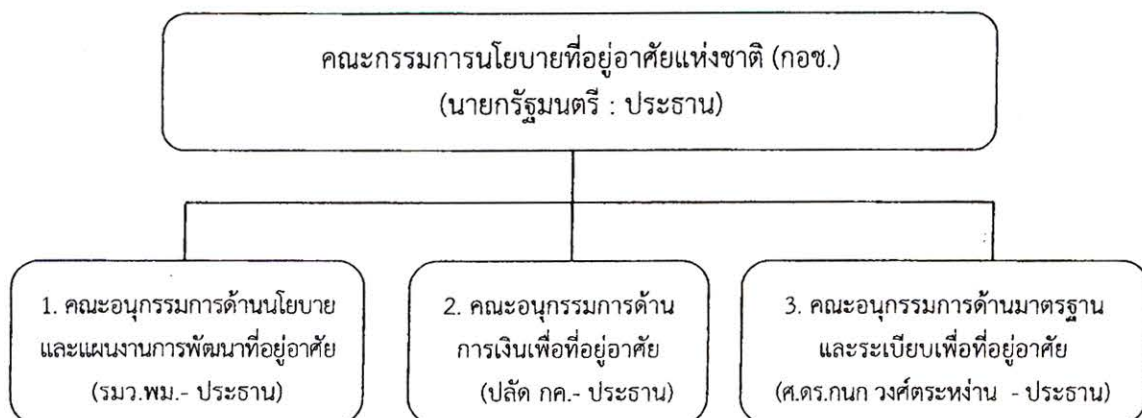 คณะกรรมการนโยบายที่อยู่อาศัยแห่งชาติ (กอช.)
(นายกรัฐมนตรี : ประธาน)
1. คณะอนุกรรมการด้านนโยบาย
และแผนงานการพัฒนาที่อยู่อาศัย
(รมว.พม.- ประธาน)
2. คณะอนุกรรมการด้าน
การเงินเพื่อที่อยู่อาศัย
(ปลัด กค.- ประธาน)
3. คณะอนุกรรมการด้านมาตรฐาน
และระเบียบเพื่อที่อยู่อาศัย
(ศ.ดร.กนก วงศ์ตระหง่าน - ประธาน)